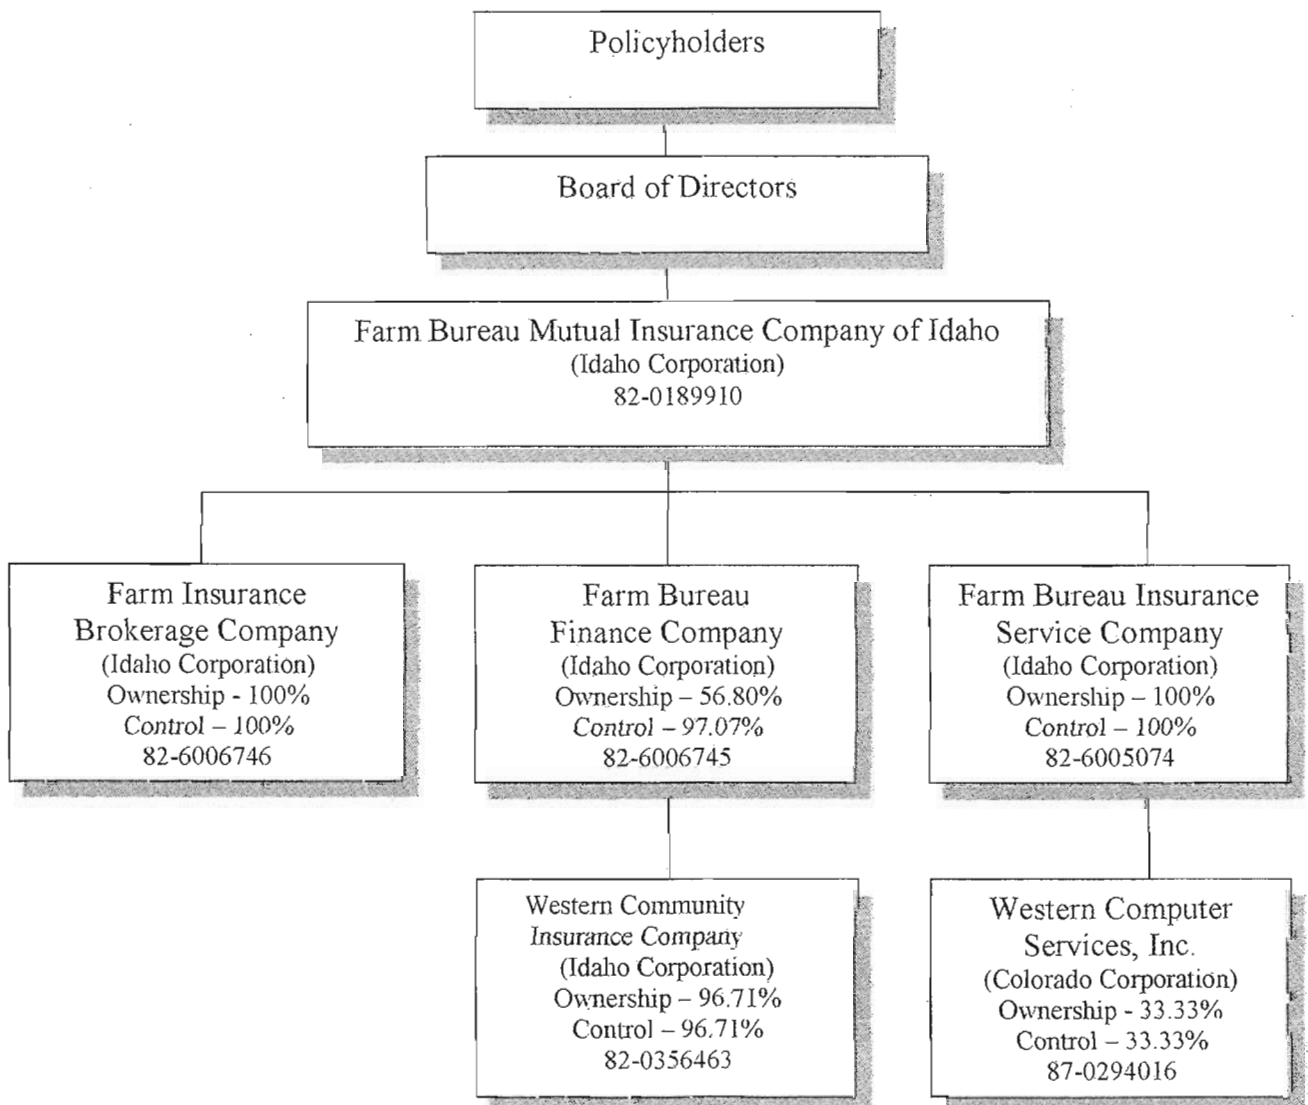 Policyholders
Board of Directors
Farm Bureau Mutual Insurance Company of Idaho
(Idaho Corporation)
82-0189910
Farm Insurance
Brokerage Company
(Idaho Corporation)
Ownership - 100%
Control – 100%
82-6006746
Farm Bureau
Finance Company
(Idaho Corporation)
Ownership – 56.80%
Control – 97.07%
82-6006745
Farm Bureau Insurance
Service Company
(Idaho Corporation)
Ownership – 100%
Control – 100%
82-6005074
Western Community
Insurance Company
(Idaho Corporation)
Ownership – 96.71%
Control – 96.71%
82-0356463
Western Computer
Services, Inc.
(Colorado Corporation)
Ownership - 33.33%
Control – 33.33%
87-0294016